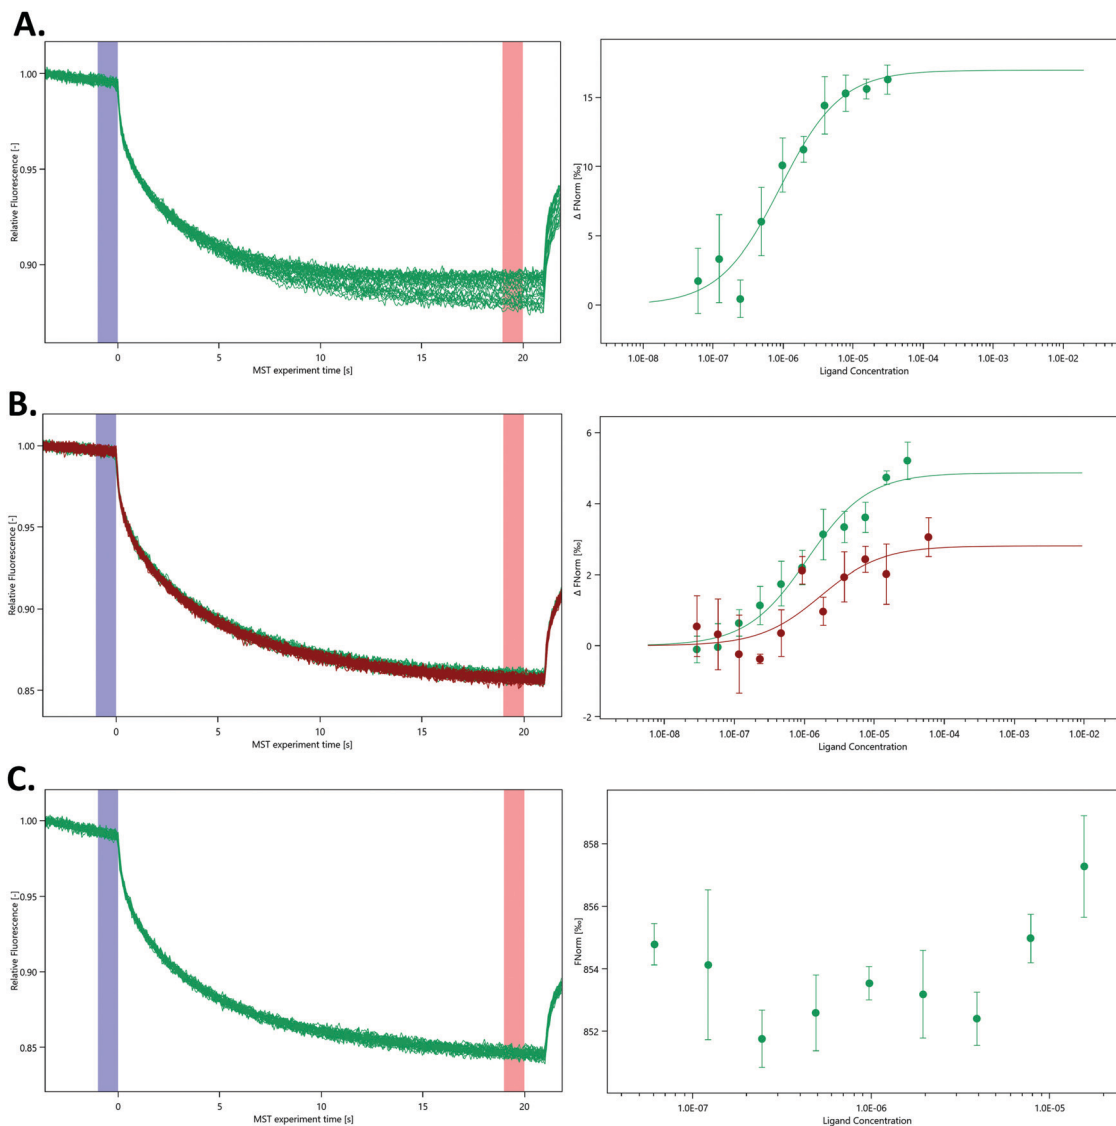 A.
1.00
0.95
0.90
Relative Fluorescence [-]
0
5
10
15
20
MST experiment time [s]
15
10
5
0
Δ FNorm [‰]
1.0E-08
1.0E-07
1.0E-06
1.0E-05
1.0E-04
1.0E-03
1.0E-02
Ligand Concentration
B.
1.00
0.95
0.90
0.85
Relative Fluorescence [-]
0
5
10
15
20
MST experiment time [s]
6
4
2
0
-2
Δ FNorm [‰]
1.0E-08
1.0E-07
1.0E-06
1.0E-05
1.0E-04
1.0E-03
1.0E-02
Ligand Concentration
C.
1.00
0.95
0.90
0.85
Relative Fluorescence [-]
0
5
10
15
20
MST experiment time [s]
858
856
854
852
FNorm [‰]
1.0E-07
1.0E-06
1.0E-05
Ligand Concentration